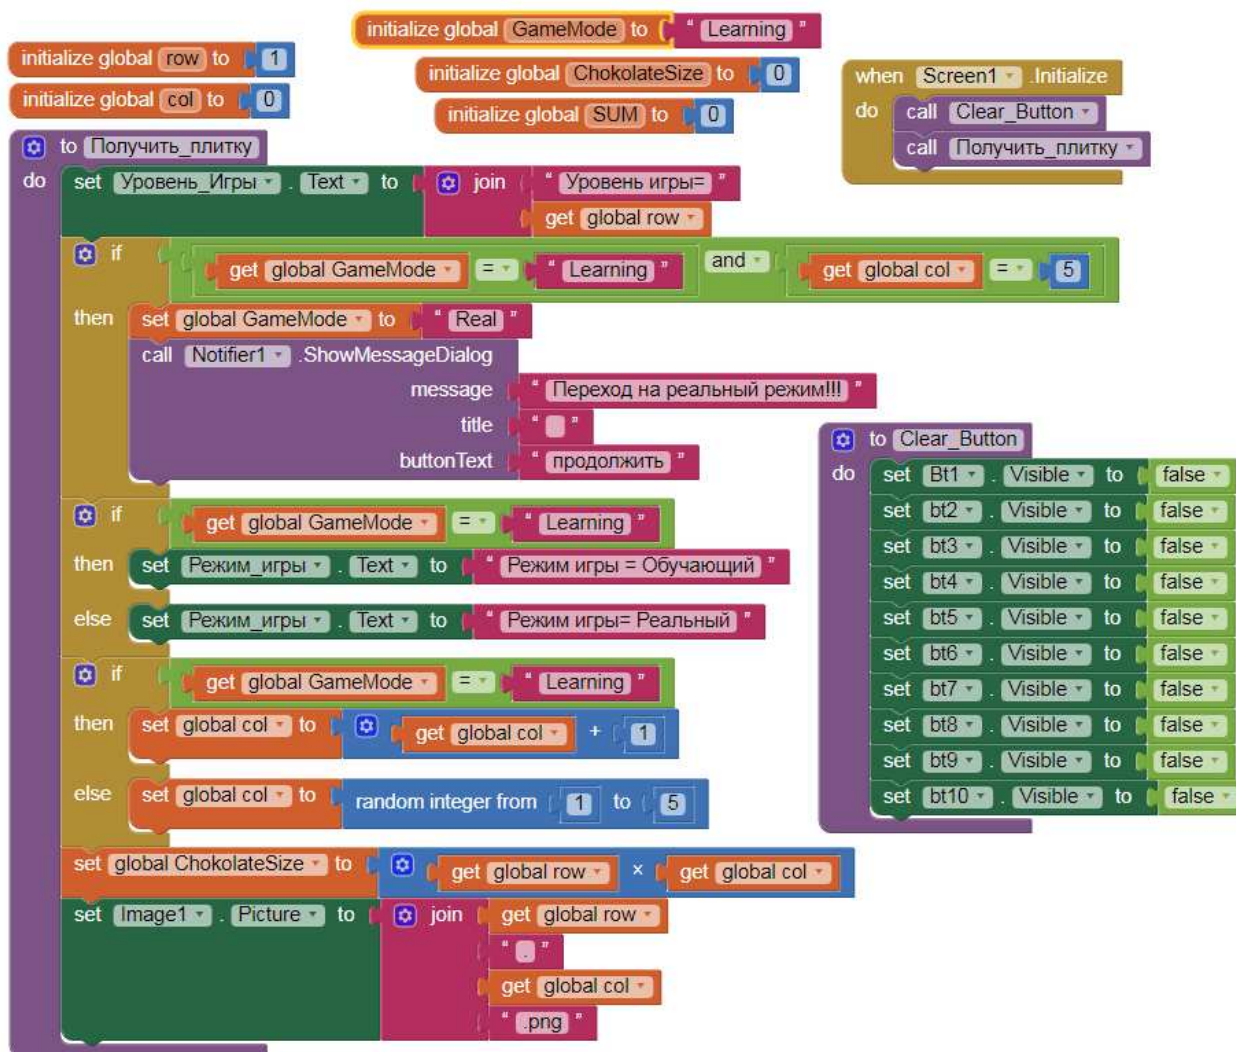 initialize global GameMode to " Learning "
initialize global row to 1
initialize global ChokolateSize to 0
initialize global col to 0
initialize global SUM to 0
when Screen1 .Initialize
do call Clear_Button
call Получить_плитку
to Получить_плитку
do set Уровень_Игры . Text to join " Уровень игры= "
get global row
if get global GameMode = " Learning " and get global col = 5
then set global GameMode to " Real "
call Notifier1 .ShowMessageDialog
message " Переход на реальный режим!!! "
title " "
buttonText " продолжить "
if get global GameMode = " Learning "
then set Режим_игры . Text to " Режим игры = Обучающий "
else set Режим_игры . Text to " Режим игры= Реальный "
if get global GameMode = " Learning "
then set global col to get global col + 1
else set global col to random integer from 1 to 5
set global ChokolateSize to get global row × get global col
set Image1 . Picture to join get global row
" . "
get global col
" .png "
to Clear_Button
do set Bt1 . Visible to false
set bt2 . Visible to false
set bt3 . Visible to false
set bt4 . Visible to false
set bt5 . Visible to false
set bt6 . Visible to false
set bt7 . Visible to false
set bt8 . Visible to false
set bt9 . Visible to false
set bt10 . Visible to false